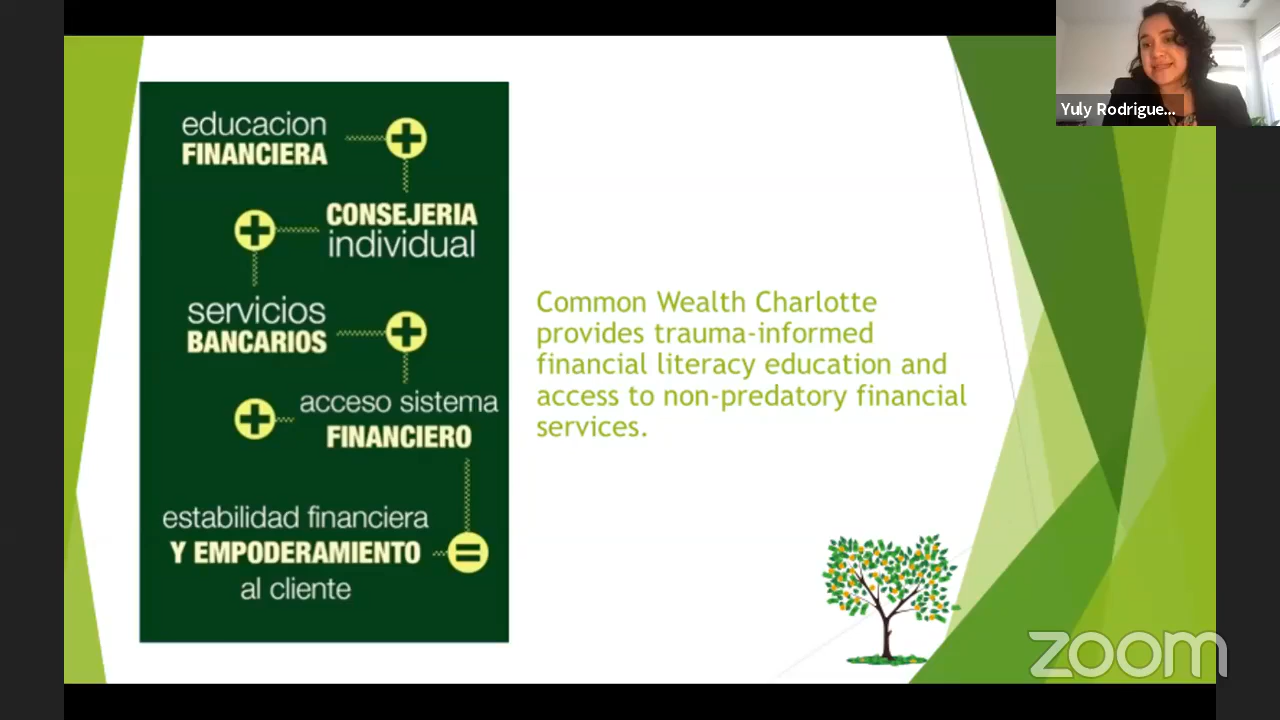 Yuly Rodrigue...
educacion
FINANCIERA
CONSEJERIA
individual
servicios
BANCARIOS
acceso sistema
FINANCIERO
estabilidad financiera
Y EMPODERAMIENTO
al cliente
Common Wealth Charlotte
provides trauma-informed
financial literacy education and
access to non-predatory financial
services.
zoom